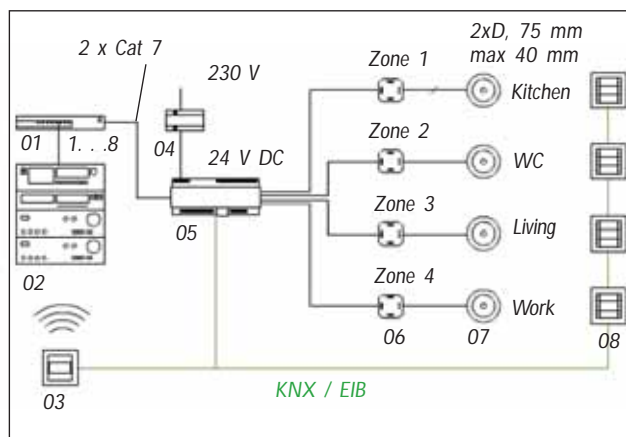 2 x Cat 7
230 V
Zone 1
2xD, 75 mm
max 40 mm
Kitchen
01
1. . .8
04
24 V DC
Zone 2
WC
05
Zone 3
Living
02
Zone 4
Work
06
07
08
03
KNX / EIB